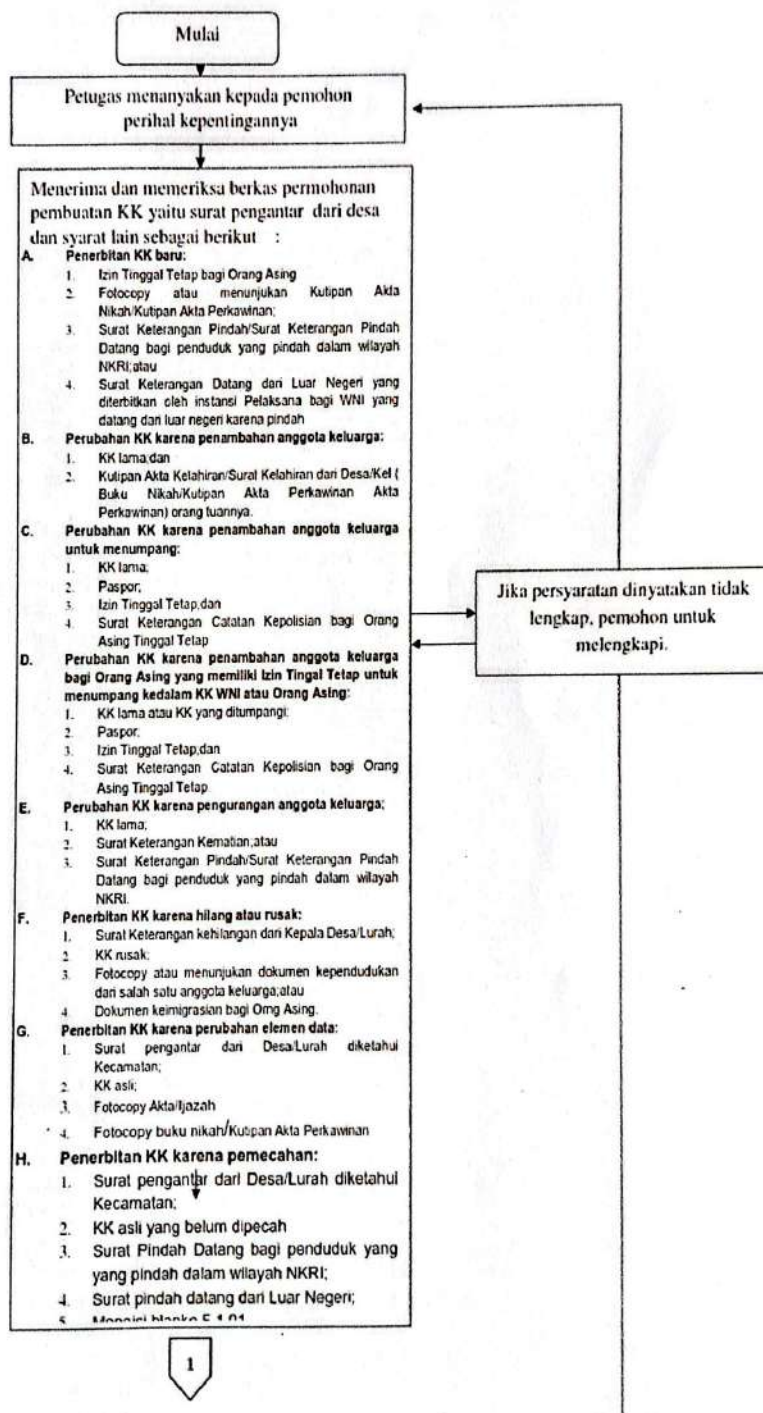 Mulai
Petugas menanyakan kepada pemohon
perihal kepentingannya
Menerima dan memeriksa berkas permohonan
pembuatan KK yaitu surat pengantar dari desa
dan syarat lain sebagai berikut :
A. Penerbitan KK baru:
1. Izin Tinggal Tetap bagi Orang Asing
2. Fotocopy atau menunjukan Kutipan Akta
Nikah/Kutipan Akta Perkawinan;
3. Surat Keterangan Pindah/Surat Keterangan Pindah
Datang bagi penduduk yang pindah dalam wilayah
NKRI;atau
4. Surat Keterangan Datang dari Luar Negeri yang
diterbitkan oleh instansi Pelaksana bagi WNI yang
datang dari luar negeri karena pindah
B. Perubahan KK karena penambahan anggota keluarga:
1. KK lama;dan
2. Kutipan Akta Kelahiran/Surat Kelahiran dari Desa/Kel (
Buku Nikah/Kutipan Akta Perkawinan Akta
Perkawinan) orang tuannya.
C. Perubahan KK karena penambahan anggota keluarga
untuk menumpang:
1. KK lama;
2. Paspor;
3. Izin Tinggal Tetap,dan
4. Surat Keterangan Catatan Kepolisian bagi Orang
Asing Tinggal Tetap
D. Perubahan KK karena penambahan anggota keluarga
bagi Orang Asing yang memiliki Izin Tingal Tetap untuk
menumpang kedalam KK WNI atau Orang Asing:
1. KK lama atau KK yang ditumpangi;
2. Paspor;
3. Izin Tinggal Tetap,dan
4. Surat Keterangan Catatan Kepolisian bagi Orang
Asing Tinggal Tetap
E. Perubahan KK karena pengurangan anggota keluarga;
1. KK lama;
2. Surat Keterangan Kematian;atau
3. Surat Keterangan Pindah/Surat Keterangan Pindah
Datang bagi penduduk yang pindah dalam wilayah
NKRI.
F. Penerbitan KK karena hilang atau rusak:
1. Surat Keterangan kehilangan dari Kepala Desa/Lurah;
2 KK rusak;
3. Fotocopy atau menunjukan dokumen kependudukan
dari salah satu anggota keluarga;atau
4. Dokumen keimigrasian bagi Orng Asing.
G. Penerbitan KK karena perubahan elemen data:
1. Surat pengantar dari Desa/Lurah diketahui
Kecamatan;
2. KK asli;
3. Fotocopy Akta/Ijazah
4. Fotocopy buku nikah/Kutipan Akta Perkawinan
H. Penerbitan KK karena pemecahan:
1. Surat pengantar dari Desa/Lurah diketahui
Kecamatan;
2. KK asli yang belum dipecah
3. Surat Pindah Datang bagi penduduk yang
yang pindah dalam wilayah NKRI;
4. Surat pindah datang dari Luar Negeri;
5. Mengisi blanko F.1.01
Jika persyaratan dinyatakan tidak
lengkap, pemohon untuk
melengkapi.
1